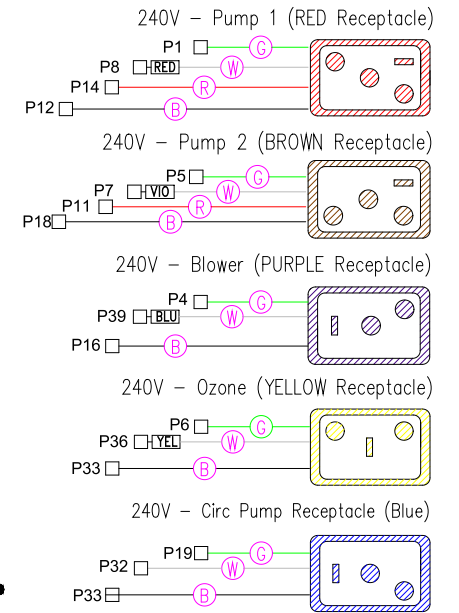 240V - Pump 1 (RED Receptacle)
P1 G
P8 RED W
P14 R
P12 B
240V - Pump 2 (BROWN Receptacle)
P5 G
P7 VIO W
P11 R
P18 B
240V - Blower (PURPLE Receptacle)
P4 G
P39 BLU W
P16 B
240V - Ozone (YELLOW Receptacle)
P6 G
P36 YEL W
P33 B
240V - Circ Pump Receptacle (Blue)
P19 G
P32 W
P33 B